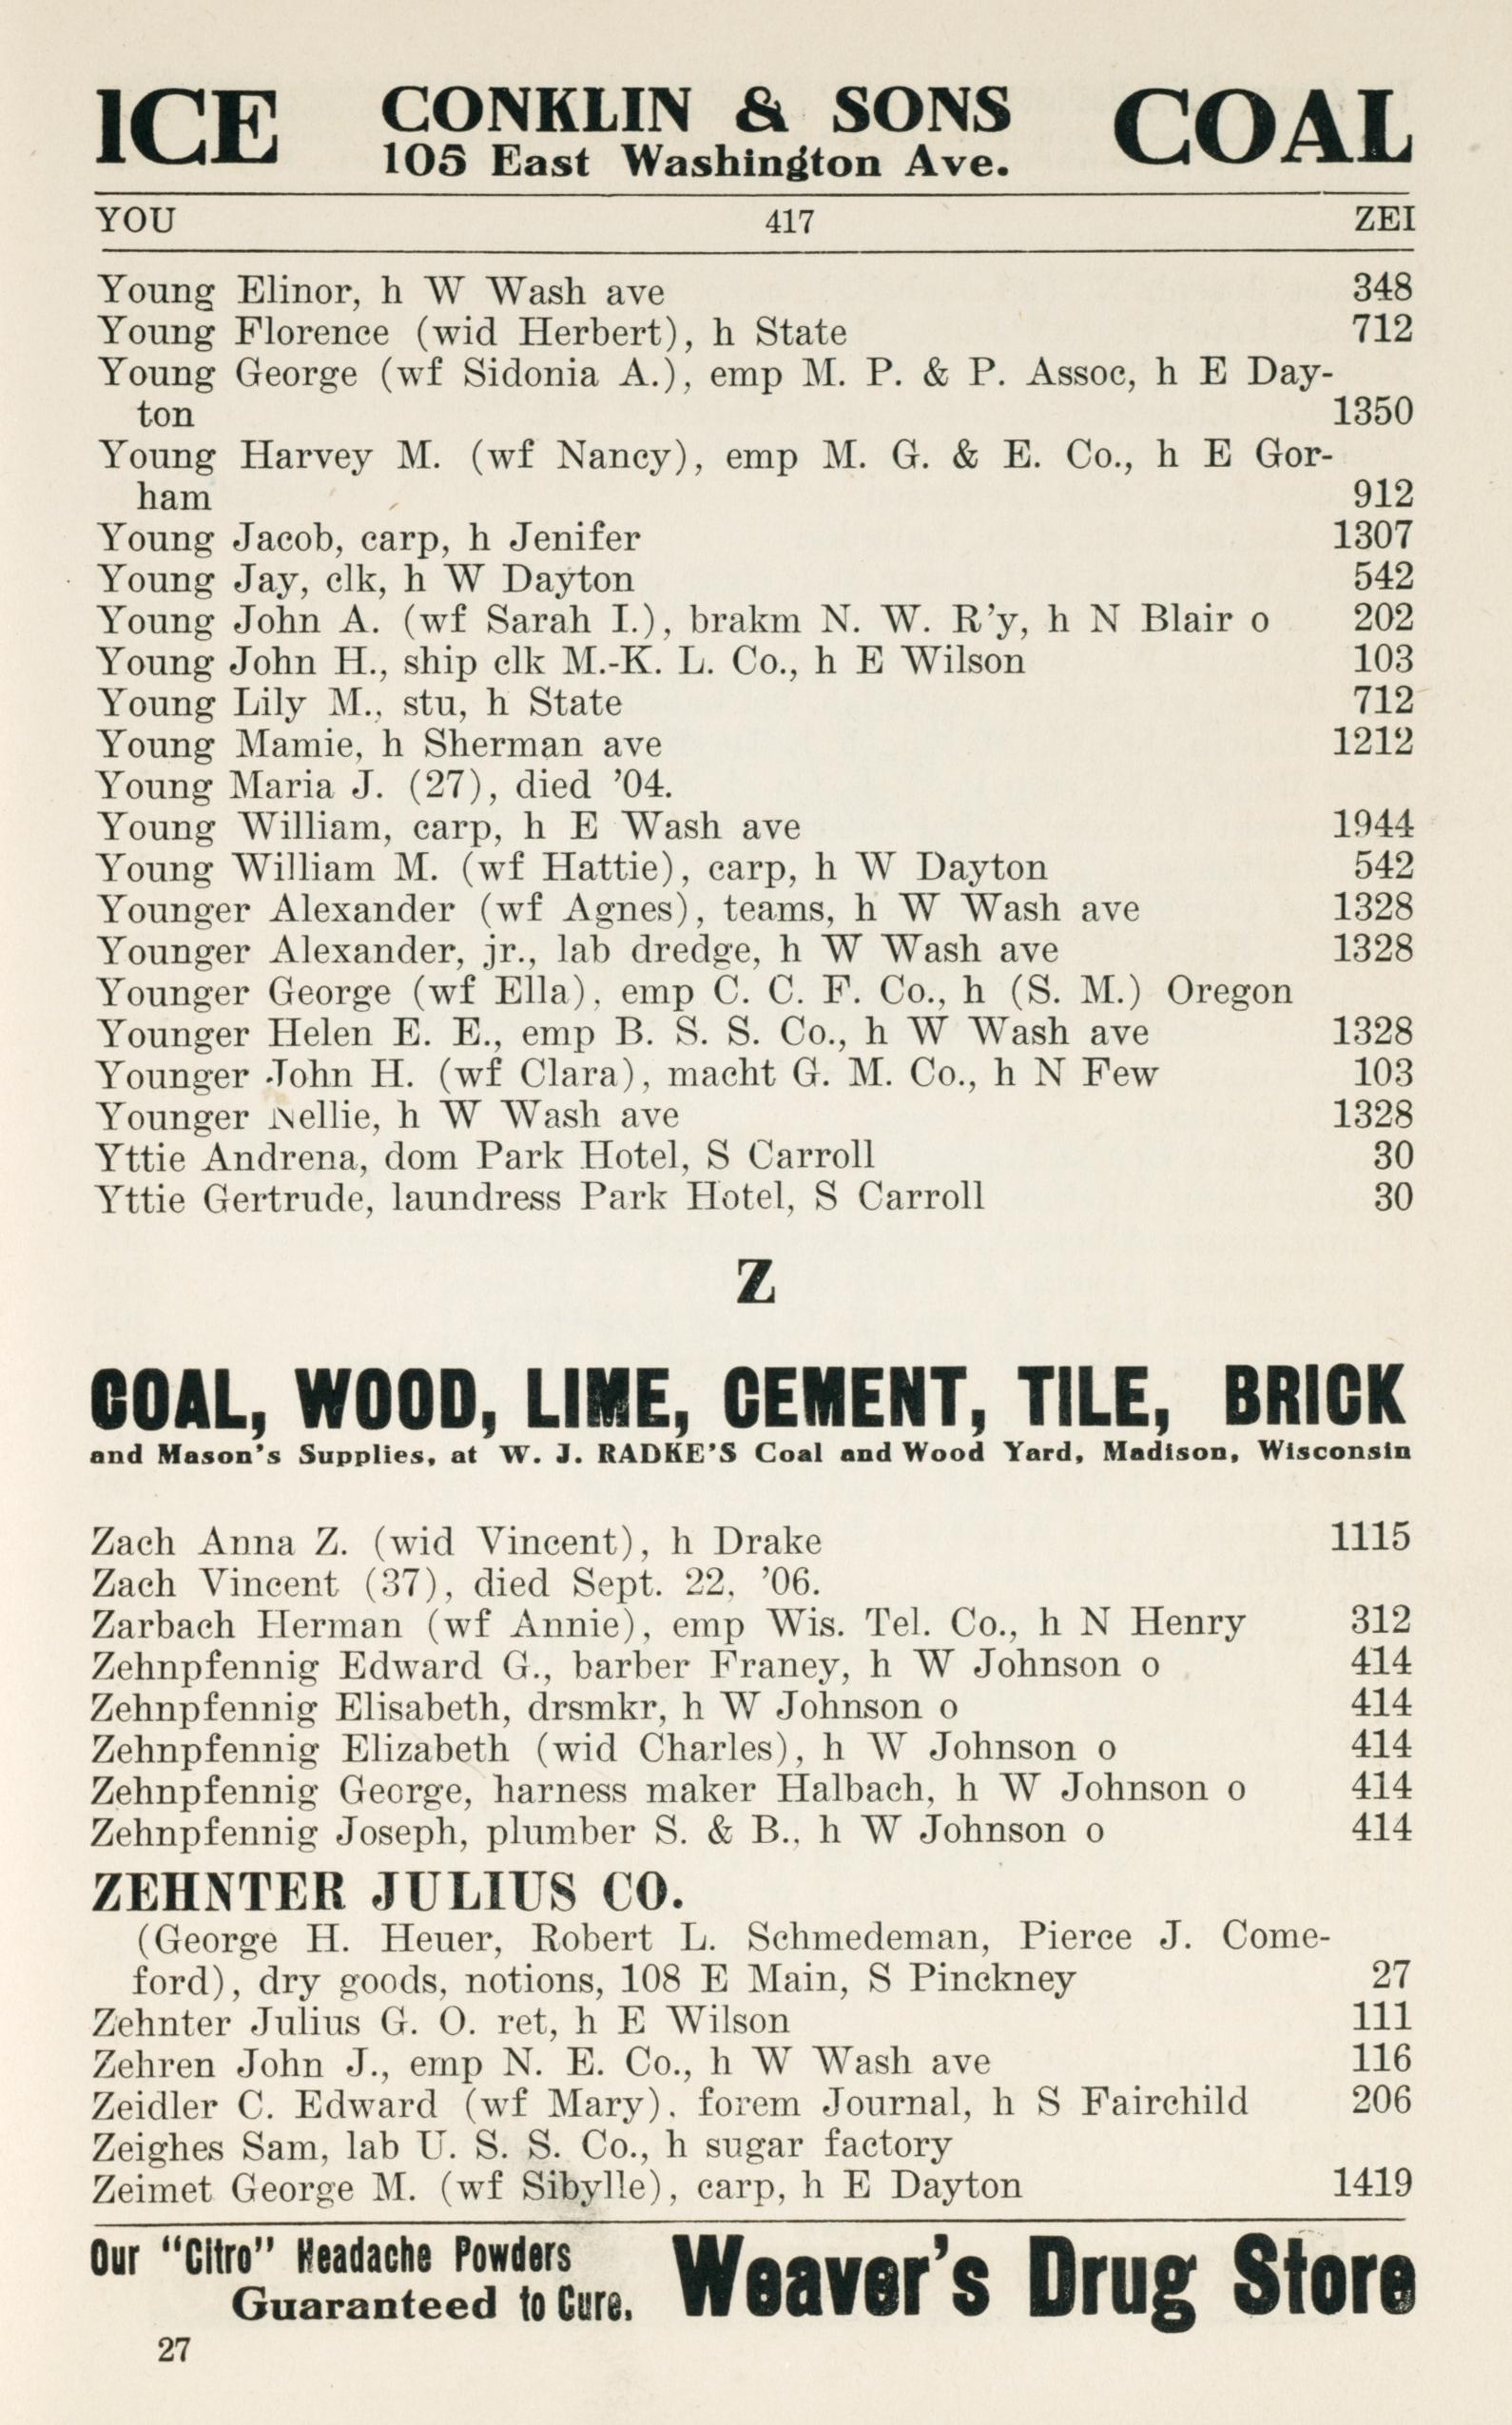 ICE CONKLIN & SONS COAL
105 East Washington Ave.
YOU 417 ZEI
Young Elinor, h W Wash ave 348
Young Florence (wid Herbert), h State 712
Young George (wf Sidonia A.), emp M. P. & P. Assoc, h E Day-
ton 1350
Young Harvey M. (wf Nancy), emp M. G. & E. Co., h E Gor-
ham 912
Young Jacob, carp, h Jenifer 1307
Young Jay, clk, h W Dayton 542
Young John A. (wf Sarah I.), brakm N. W. R'y, h N Blair o 202
Young John H., ship clk M.-K. L. Co., h E Wilson 103
Young Lily M., stu, h State 712
Young Mamie, h Sherman ave 1212
Young Maria J. (27), died '04.
Young William, carp, h E Wash ave 1944
Young William M. (wf Hattie), carp, h W Dayton 542
Younger Alexander (wf Agnes), teams, h W Wash ave 1328
Younger Alexander, jr., lab dredge, h W Wash ave 1328
Younger George (wf Ella), emp C. C. F. Co., h (S. M.) Oregon
Younger Helen E. E., emp B. S. S. Co., h W Wash ave 1328
Younger John H. (wf Clara), macht G. M. Co., h N Few 103
Younger Nellie, h W Wash ave 1328
Yttie Andrena, dom Park Hotel, S Carroll 30
Yttie Gertrude, laundress Park Hotel, S Carroll 30
Z
COAL, WOOD, LIME, CEMENT, TILE, BRICK
and Mason's Supplies, at W. J. RADKE'S Coal and Wood Yard, Madison, Wisconsin
Zach Anna Z. (wid Vincent), h Drake 1115
Zach Vincent (37), died Sept. 22, '06.
Zarbach Herman (wf Annie), emp Wis. Tel. Co., h N Henry 312
Zehnpfennig Edward G., barber Franey, h W Johnson o 414
Zehnpfennig Elisabeth, drsmkr, h W Johnson o 414
Zehnpfennig Elizabeth (wid Charles), h W Johnson o 414
Zehnpfennig George, harness maker Halbach, h W Johnson o 414
Zehnpfennig Joseph, plumber S. & B., h W Johnson o 414
ZEHNTER JULIUS CO.
(George H. Heuer, Robert L. Schmedeman, Pierce J. Come-
ford), dry goods, notions, 108 E Main, S Pinckney 27
Zehnter Julius G. O. ret, h E Wilson 111
Zehren John J., emp N. E. Co., h W Wash ave 116
Zeidler C. Edward (wf Mary). forem Journal, h S Fairchild 206
Zeighes Sam, lab U. S. S. Co., h sugar factory
Zeimet George M. (wf Sibylle), carp, h E Dayton 1419
Our "Citro" Headache Powders Weaver's Drug Store
Guaranteed to Cure.
27